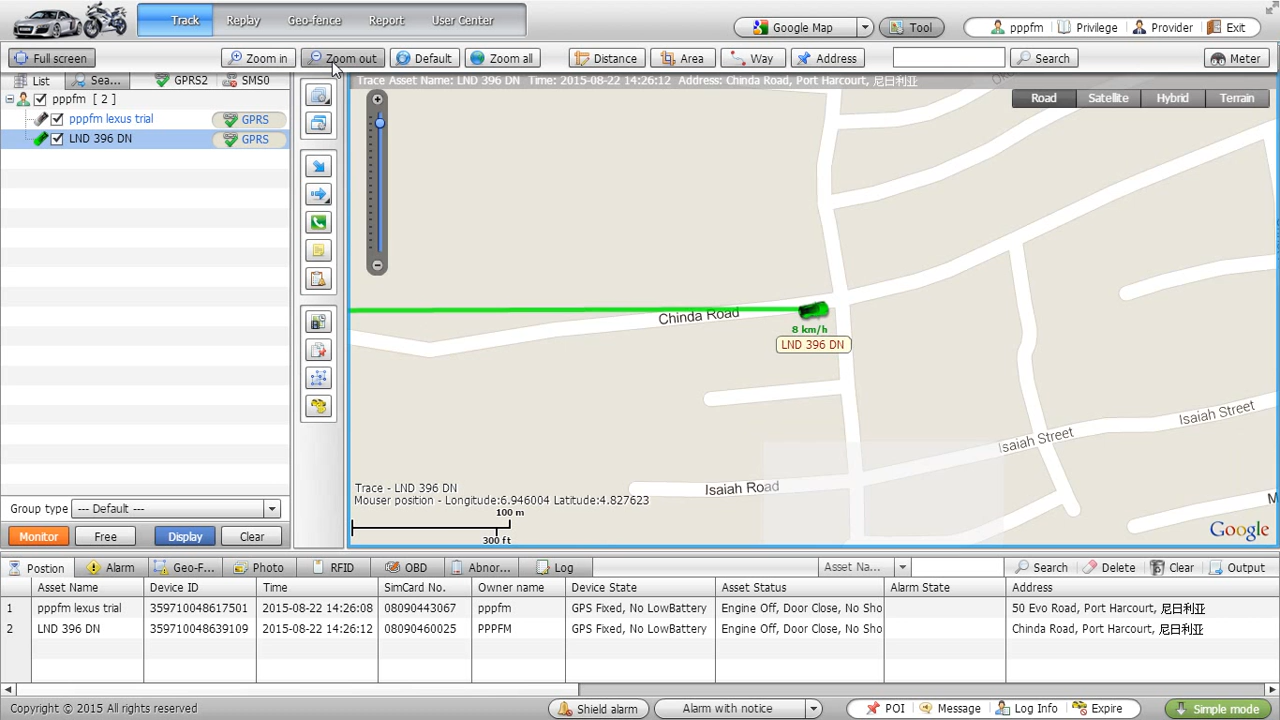 Track Replay Geo-fence Report User Center
Google Map Tool pppfm Privilege Provider Exit
Full screen Zoom in Zoom out Default Zoom all Distance Area Way Address Search Meter
List Sea... GPRS2 SMS0
Trace Asset Name: LND 396 DN Time: 2015-08-22 14:26:12 Address: Chinda Road, Port Harcourt, 尼日利亚
pppfm [ 2 ]
Road Satellite Hybrid Terrain
pppfm lexus trial GPRS
LND 396 DN GPRS
Chinda Road
8 km/h
LND 396 DN
Isaiah Street
Isaiah Street
Isaiah Road
Trace - LND 396 DN
Mouser position - Longitude:6.946004 Latitude:4.827623
100 m
300 ft
Google
Group type --- Default ---
Monitor Free Display Clear
Postion Alarm Geo-F... Photo RFID OBD Abnor... Log Asset Na... Search Delete Clear Output
Asset Name Device ID Time SimCard No. Owner name Device State Asset Status Alarm State Address
1 pppfm lexus trial 359710048617501 2015-08-22 14:26:08 08090443067 pppfm GPS Fixed, No LowBattery Engine Off, Door Close, No Sho 50 Evo Road, Port Harcourt, 尼日利亚
2 LND 396 DN 359710048639109 2015-08-22 14:26:12 08090460025 PPPFM GPS Fixed, No LowBattery Engine Off, Door Close, No Sho Chinda Road, Port Harcourt, 尼日利亚
Copyright © 2015 All rights reserved Shield alarm Alarm with notice POI Message Log Info Expire Simple mode